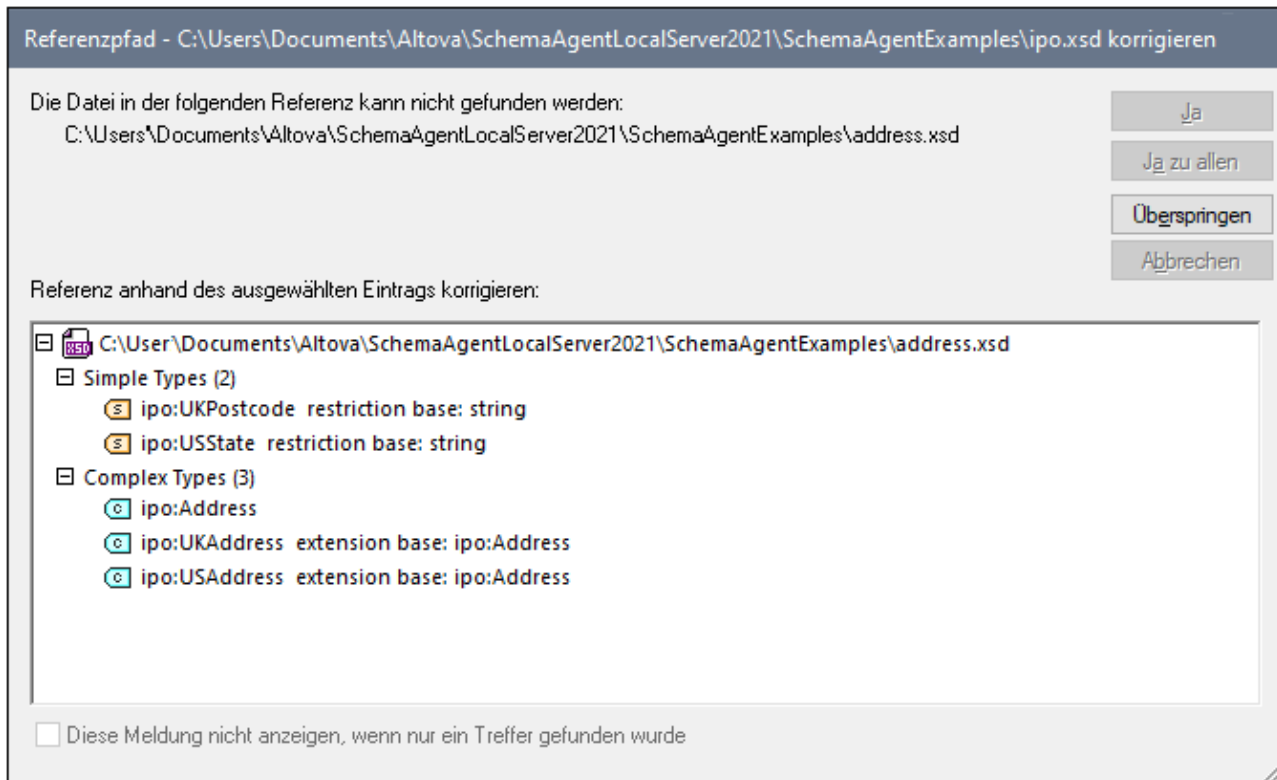 Referenzpfad - C:\Users\Documents\Altova\SchemaAgentLocalServer2021\SchemaAgentExamples\ipo.xsd korrigieren
Die Datei in der folgenden Referenz kann nicht gefunden werden:
C:\Users'\Documents\Altova\SchemaAgentLocalServer2021\SchemaAgentExamples\address.xsd
Ja
Ja zu allen
Überspringen
Abbrechen
Referenz anhand des ausgewählten Eintrags korrigieren:
XSD C:\User\Documents\Altova\SchemaAgentLocalServer2021\SchemaAgentExamples\address.xsd
Simple Types (2)
S ipo:UKPostcode restriction base: string
S ipo:USState restriction base: string
Complex Types (3)
C ipo:Address
C ipo:UKAddress extension base: ipo:Address
C ipo:USAddress extension base: ipo:Address
Diese Meldung nicht anzeigen, wenn nur ein Treffer gefunden wurde